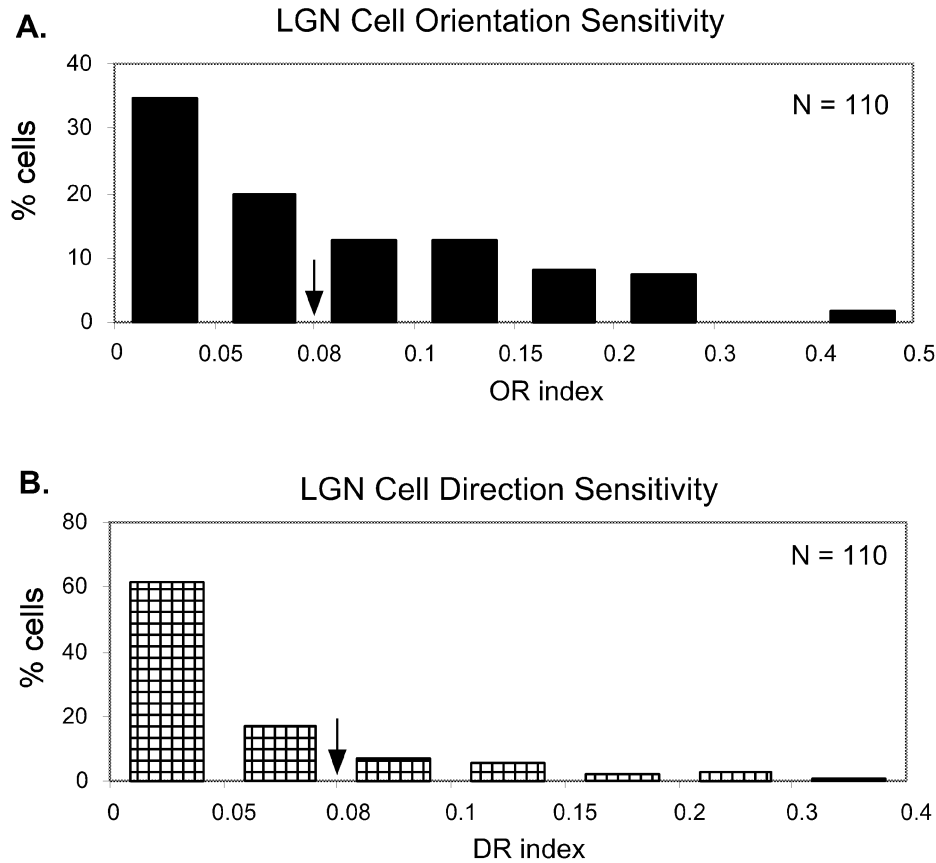 A.
LGN Cell Orientation Sensitivity
40
N = 110
30
% cells
20
10
0
0 0.05 0.08 0.1 0.15 0.2 0.3 0.4 0.5
OR index
B.
LGN Cell Direction Sensitivity
80
N = 110
60
% cells
40
20
0
0 0.05 0.08 0.1 0.15 0.2 0.3 0.4
DR index